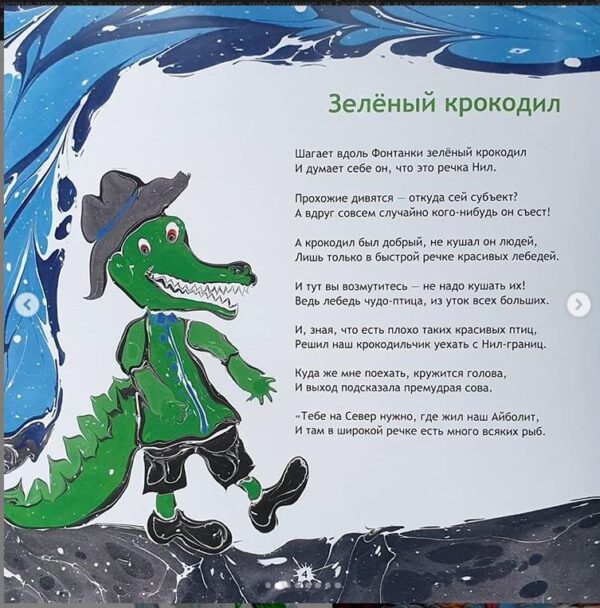 Зелёный крокодил
Шагает вдоль Фонтанки зелёный крокодил
И думает себе он, что это речка Нил.
Прохожие дивятся — откуда сей субъект?
А вдруг совсем случайно кого-нибудь он съест!
А крокодил был добрый, не кушал он людей,
Лишь только в быстрой речке красивых лебедей.
И тут вы возмутитесь — не надо кушать их!
Ведь лебедь чудо-птица, из уток всех больших.
И, зная, что есть плохо таких красивых птиц,
Решил наш крокодильчик уехать с Нил-границ.
Куда же мне поехать, кружится голова,
И выход подсказала премудрая сова.
«Тебе на Север нужно, где жил наш Айболит,
И там в широкой речке есть много всяких рыб.
4